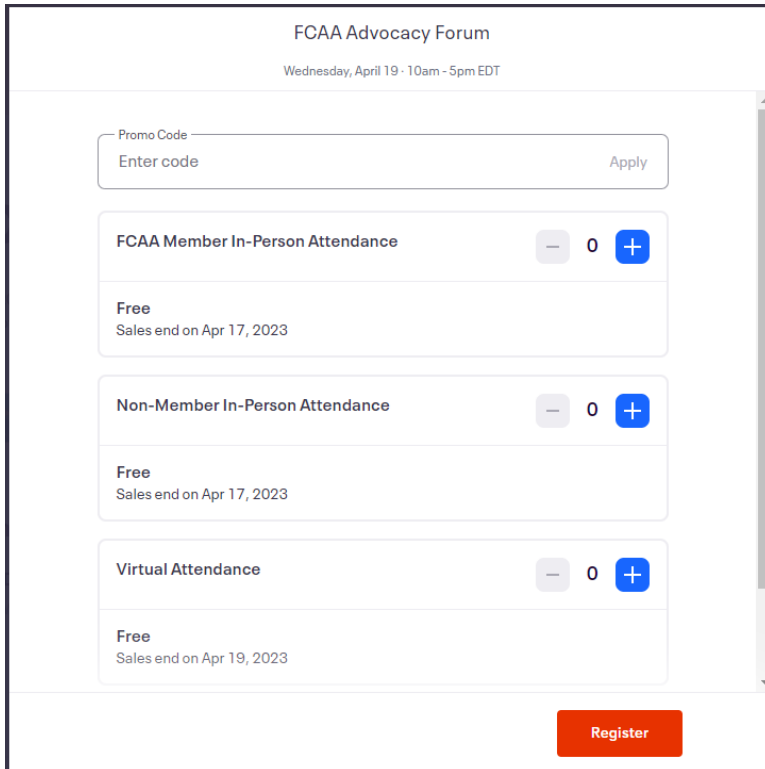 FCAA Advocacy Forum
Wednesday, April 19 · 10am - 5pm EDT
Promo Code
Enter code
Apply
FCAA Member In-Person Attendance
0
Free
Sales end on Apr 17, 2023
Non-Member In-Person Attendance
0
Free
Sales end on Apr 17, 2023
Virtual Attendance
0
Free
Sales end on Apr 19, 2023
Register